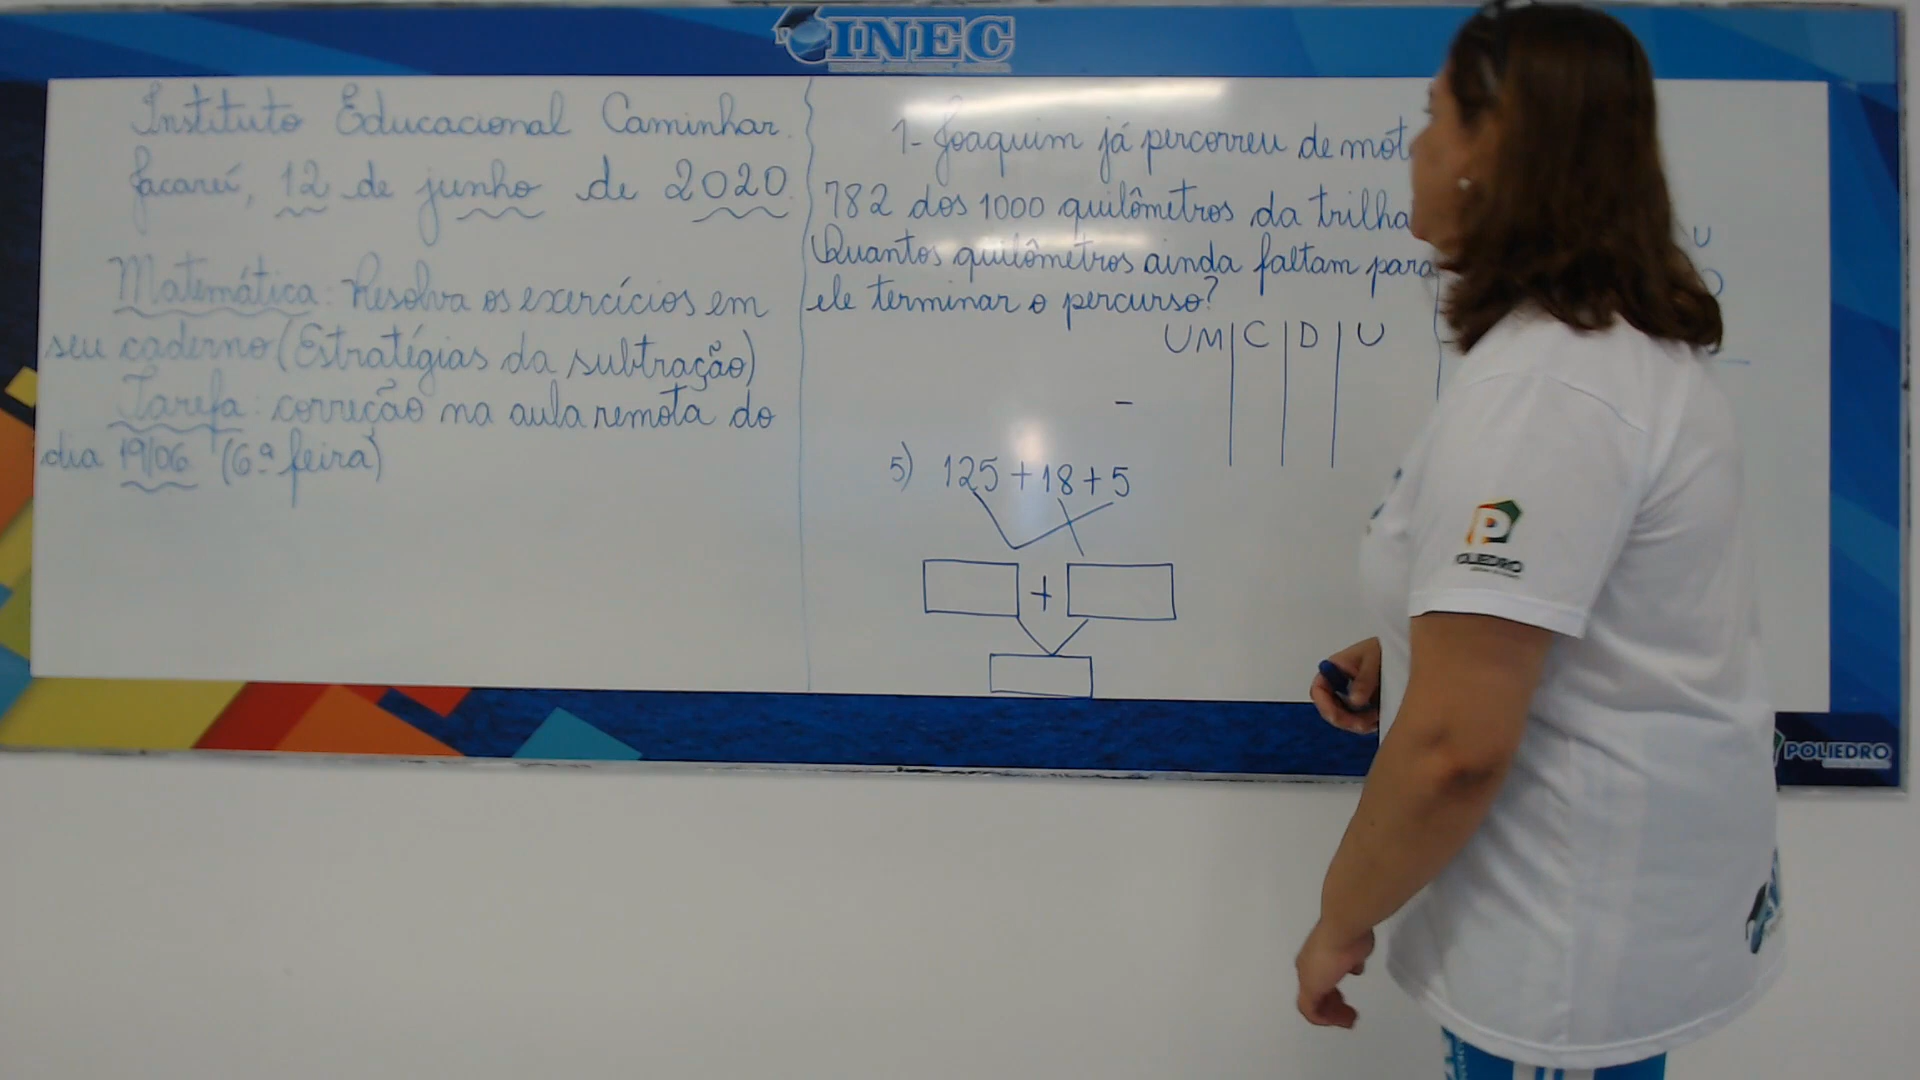 INEC
Instituto Educacional Caminhar.
Jacareí, 12 de junho de 2020.
Matemática: Resolva os exercícios em
seu caderno (Estratégias da subtração)
Tarefa: correção na aula remota do
dia 19/06 (6.ª feira)
1- Joaquim já percorreu de mot
782 dos 1000 quilômetros da trilha
Quantos quilômetros ainda faltam para
ele terminar o percurso?
UM C D U
-
5) 125 + 18 + 5
+
U
POLIEDRO
POLIEDRO